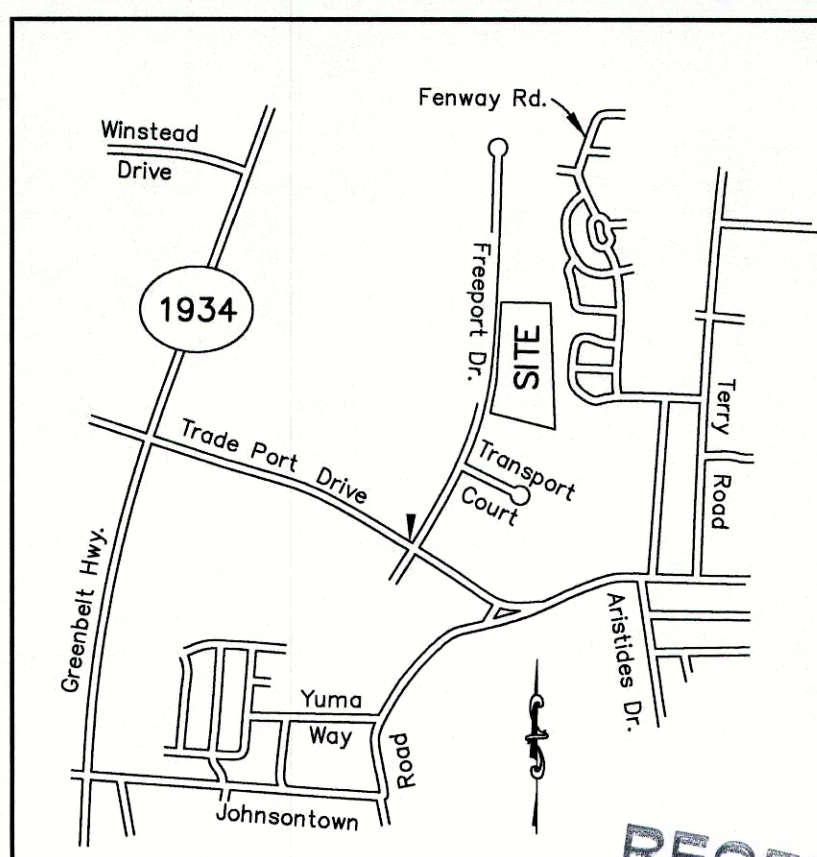 Fenway Rd.
Winstead
Drive
1934
Freeport Dr.
SITE
Terry
Road
Trade Port Drive
Transport
Court
Greenbelt Hwy.
Aristides Dr.
Yuma
Way
Road
Johnsontown